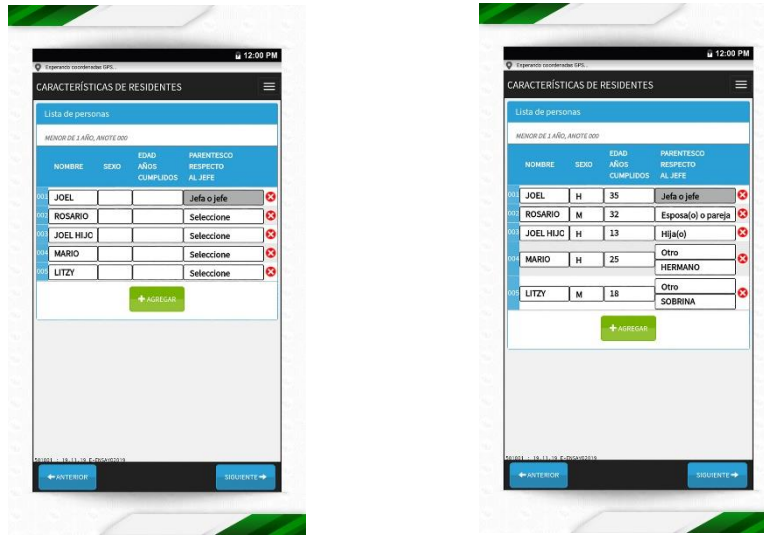 12:00 PM
Esperando coordenadas GPS...
CARACTERÍSTICAS DE RESIDENTES
Lista de personas
MENOR DE 1 AÑO, ANOTE 000
NOMBRE SEXO EDAD AÑOS CUMPLIDOS PARENTESCO RESPECTO AL JEFE
001 JOEL Jefa o jefe
002 ROSARIO Seleccione
003 JOEL HIJC Seleccione
004 MARIO Seleccione
005 LITZY Seleccione
+ AGREGAR
ANTERIOR SIGUIENTE
12:00 PM
Esperando coordenadas GPS...
CARACTERÍSTICAS DE RESIDENTES
Lista de personas
MENOR DE 1 AÑO, ANOTE 000
NOMBRE SEXO EDAD AÑOS CUMPLIDOS PARENTESCO RESPECTO AL JEFE
001 JOEL H 35 Jefa o jefe
002 ROSARIO M 32 Esposa(o) o pareja
003 JOEL HIJC H 13 Hija(o)
004 MARIO H 25 Otro
HERMANO
005 LITZY M 18 Otro
SOBRINA
+ AGREGAR
ANTERIOR SIGUIENTE